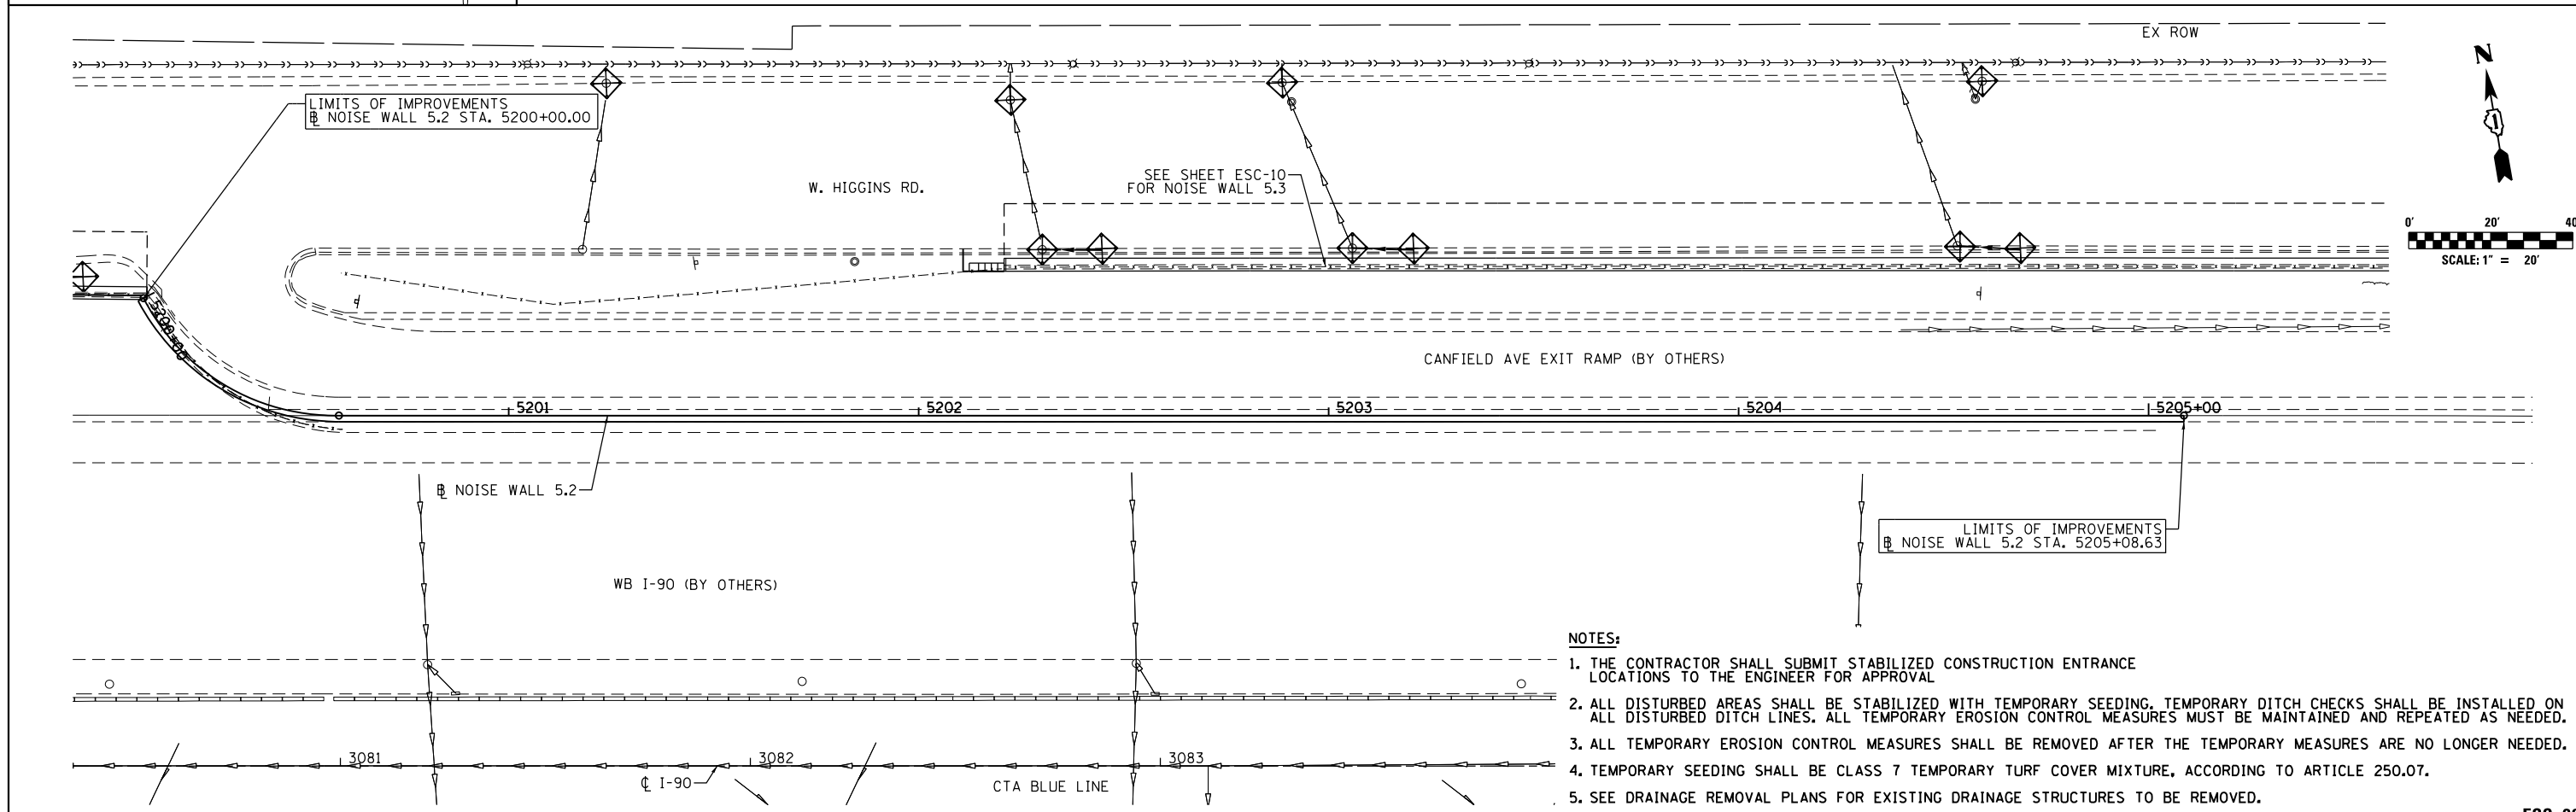 EX ROW
N
1
LIMITS OF IMPROVEMENTS
℄ NOISE WALL 5.2 STA. 5200+00.00
SEE SHEET ESC-10
FOR NOISE WALL 5.3
W. HIGGINS RD.
0' 20' 40
SCALE: 1" = 20'
5200+00
CANFIELD AVE EXIT RAMP (BY OTHERS)
5201 5202 5203 5204 5205+00
NOISE WALL 5.2
LIMITS OF IMPROVEMENTS
NOISE WALL 5.2 STA. 5205+08.63
WB I-90 (BY OTHERS)
NOTES:
1. THE CONTRACTOR SHALL SUBMIT STABILIZED CONSTRUCTION ENTRANCE
LOCATIONS TO THE ENGINEER FOR APPROVAL
2. ALL DISTURBED AREAS SHALL BE STABILIZED WITH TEMPORARY SEEDING. TEMPORARY DITCH CHECKS SHALL BE INSTALLED ON
ALL DISTURBED DITCH LINES. ALL TEMPORARY EROSION CONTROL MEASURES MUST BE MAINTAINED AND REPEATED AS NEEDED.
3. ALL TEMPORARY EROSION CONTROL MEASURES SHALL BE REMOVED AFTER THE TEMPORARY MEASURES ARE NO LONGER NEEDED.
4. TEMPORARY SEEDING SHALL BE CLASS 7 TEMPORARY TURF COVER MIXTURE, ACCORDING TO ARTICLE 250.07.
5. SEE DRAINAGE REMOVAL PLANS FOR EXISTING DRAINAGE STRUCTURES TO BE REMOVED.
3081 3082 3083
℄ I-90
CTA BLUE LINE